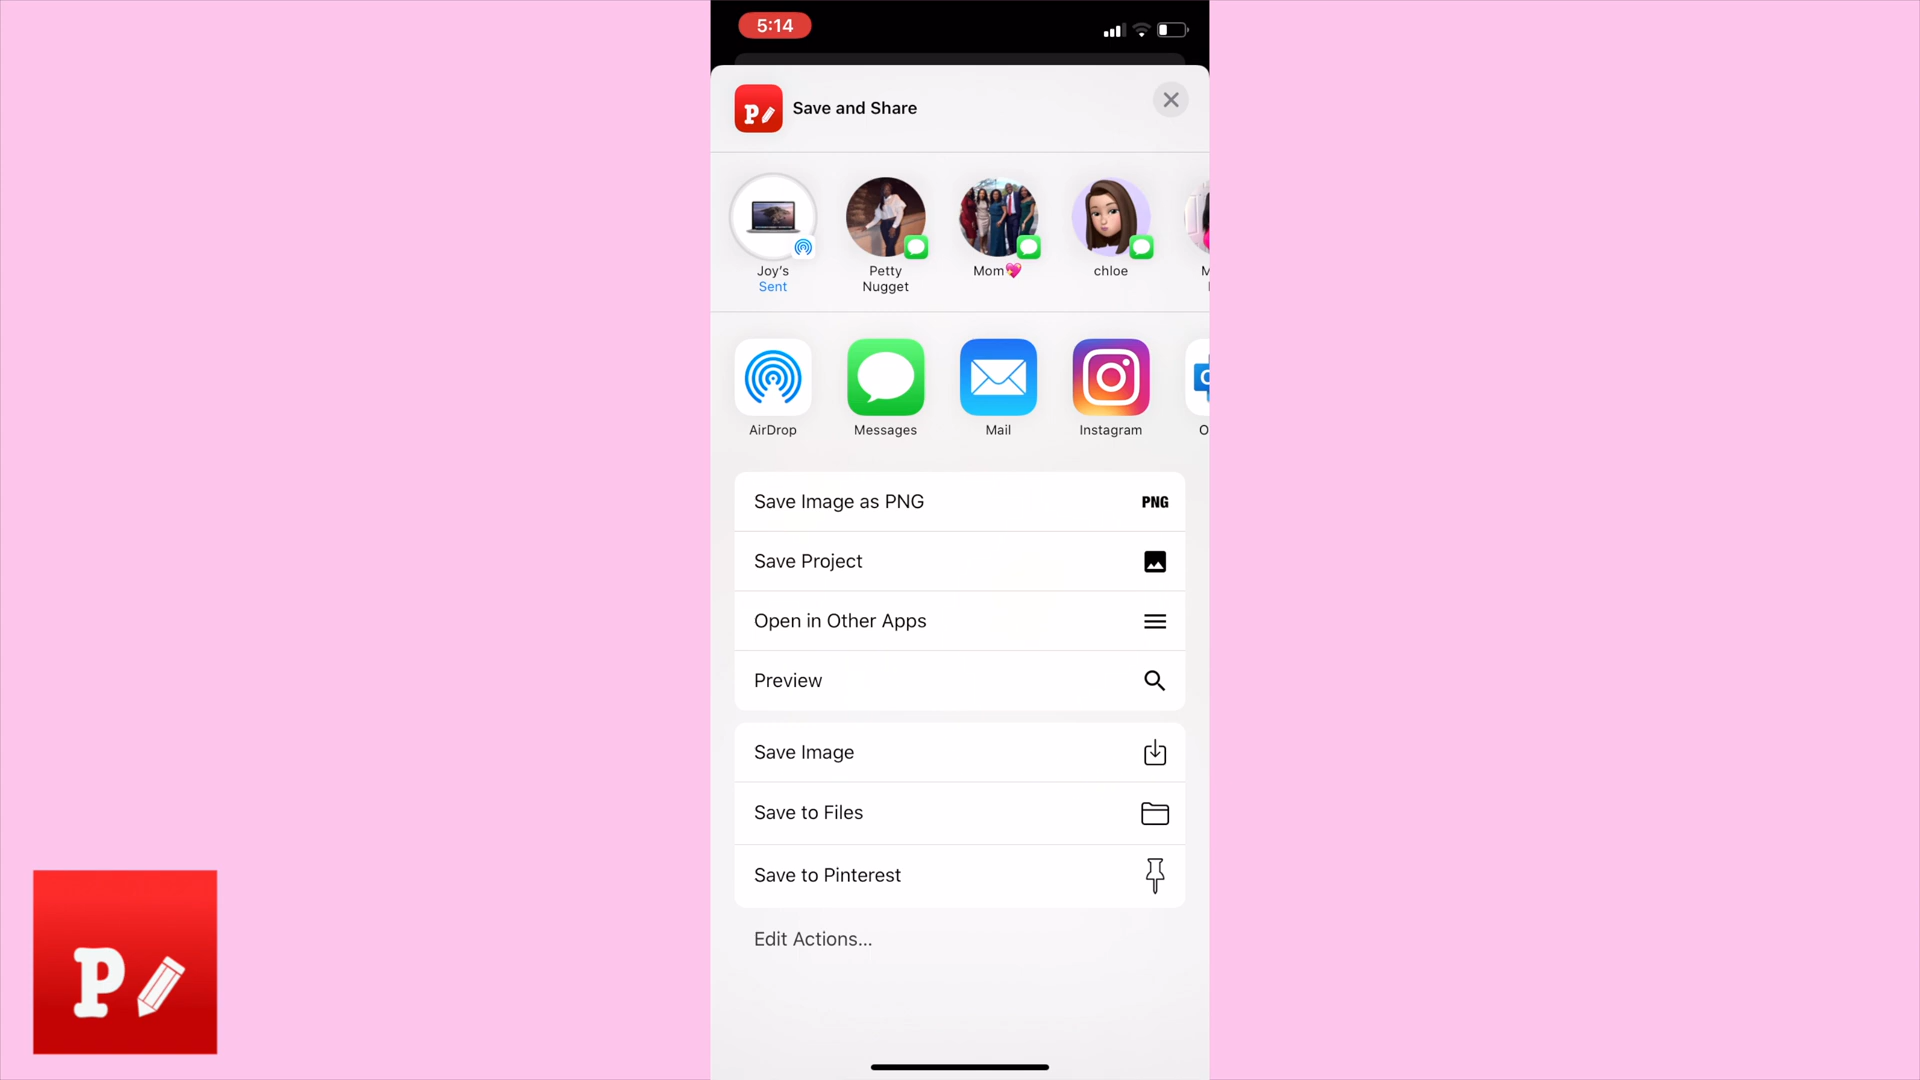 5:14
P
Save and Share
Joy's
Sent
Petty
Nugget
Mom💖
chloe
M
AirDrop
Messages
Mail
Instagram
O
Save Image as PNG
PNG
Save Project
Open in Other Apps
Preview
Save Image
Save to Files
Save to Pinterest
Edit Actions...
P